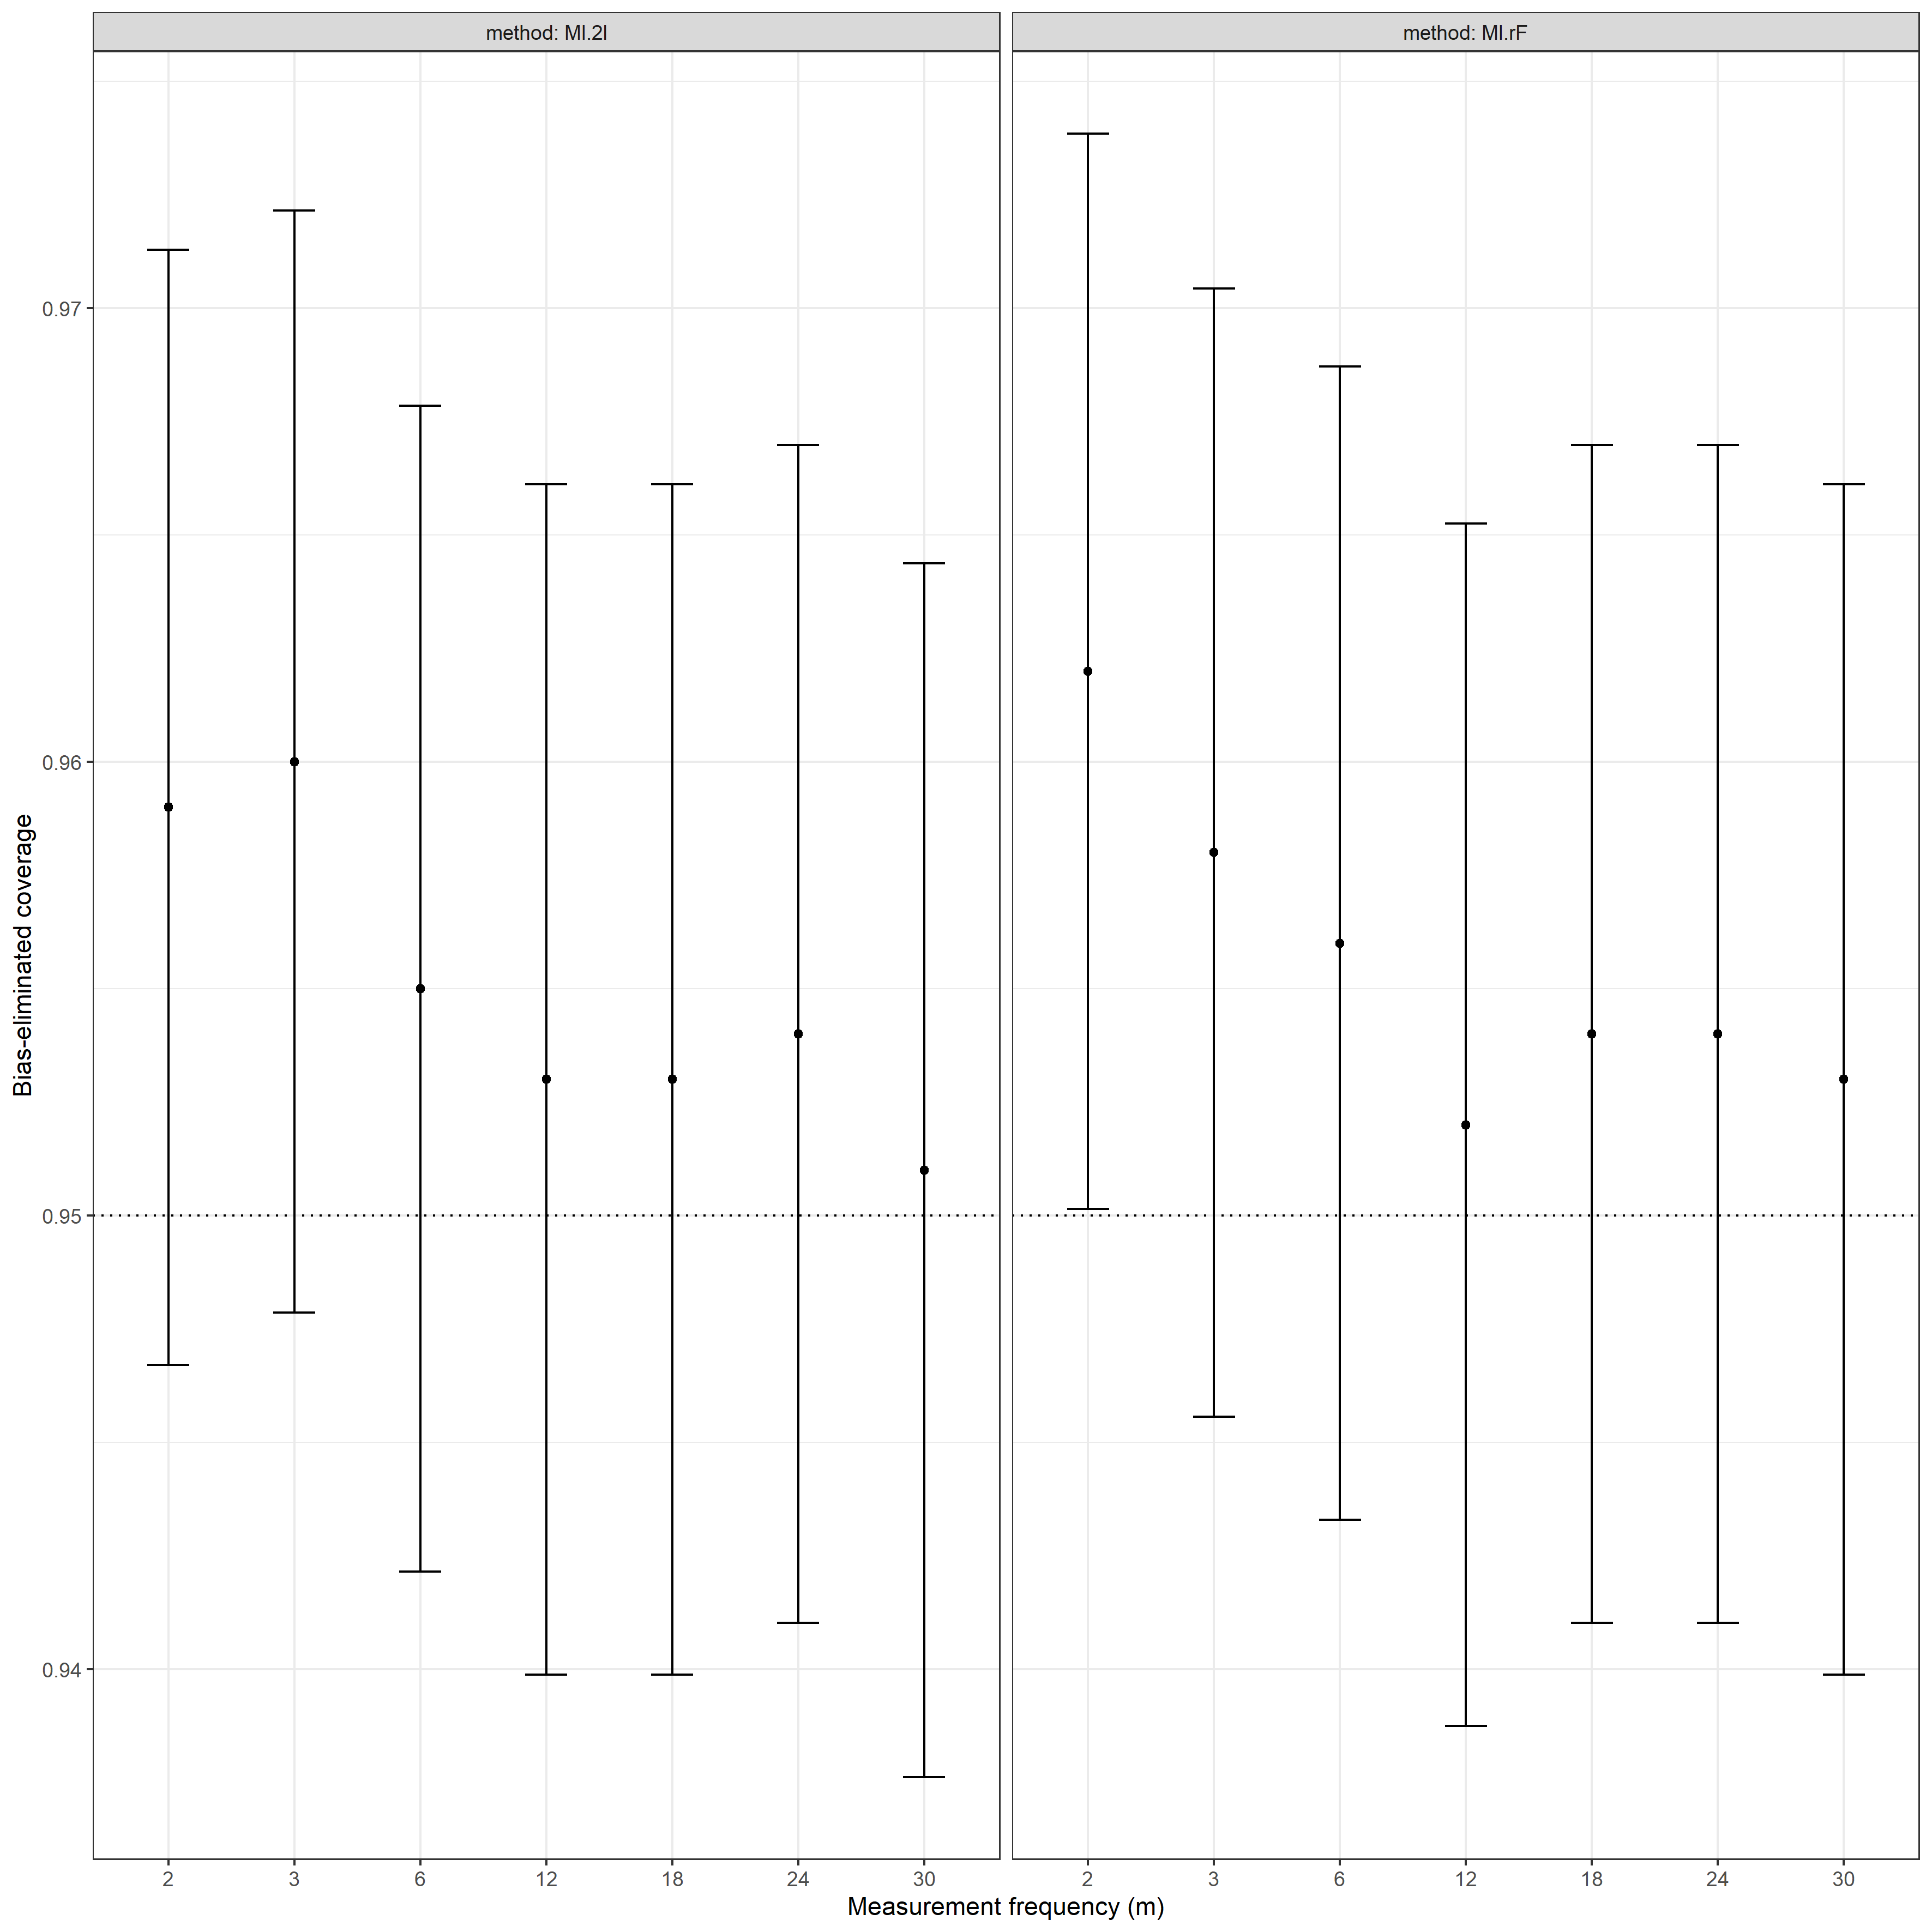 method: MI.2l
method: MI.rF
0.97
0.96
0.95
0.94
Bias-eliminated coverage
2 3 6 12 18 24 30
2 3 6 12 18 24 30
Measurement frequency (m)